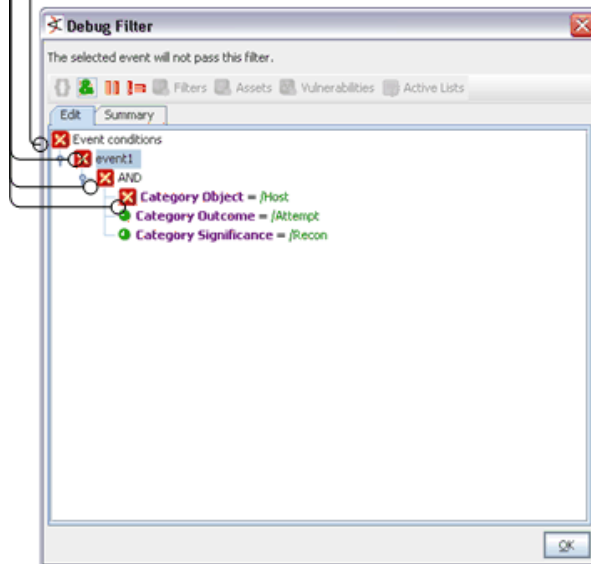 Debug Filter
The selected event will not pass this filter.
Filters Assets Vulnerabilities Active Lists
Edit Summary
Event conditions
event1
AND
Category Object = /Host
Category Outcome = /Attempt
Category Significance = /Recon
OK